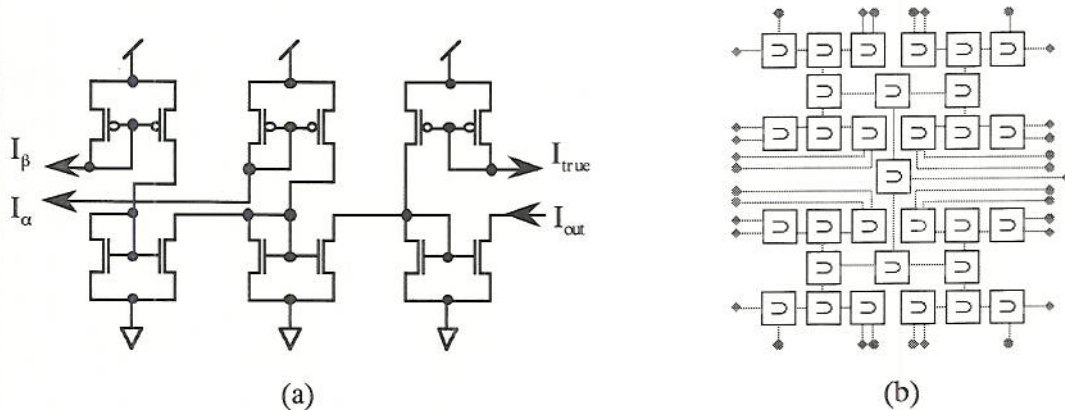 I_β
I_α
I_true
I_out
(a)
⊃ ⊃ ⊃ ⊃ ⊃ ⊃
⊃ ⊃ ⊃
⊃ ⊃ ⊃ ⊃ ⊃ ⊃
⊃
⊃ ⊃ ⊃ ⊃ ⊃ ⊃
⊃ ⊃ ⊃
⊃ ⊃ ⊃ ⊃ ⊃ ⊃
(b)